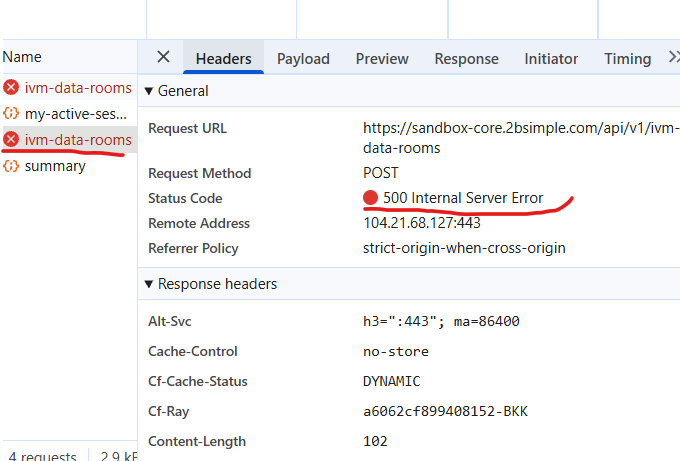 Name
Headers Payload Preview Response Initiator Timing
ivm-data-rooms
my-active-ses...
ivm-data-rooms
summary
General
Request URL https://sandbox-core.2bsimple.com/api/v1/ivm-
data-rooms
Request Method POST
Status Code 500 Internal Server Error
Remote Address 104.21.68.127:443
Referrer Policy strict-origin-when-cross-origin
Response headers
Alt-Svc h3=":443"; ma=86400
Cache-Control no-store
Cf-Cache-Status DYNAMIC
Cf-Ray a6062cf899408152-BKK
Content-Length 102
4 requests 2.9 kB